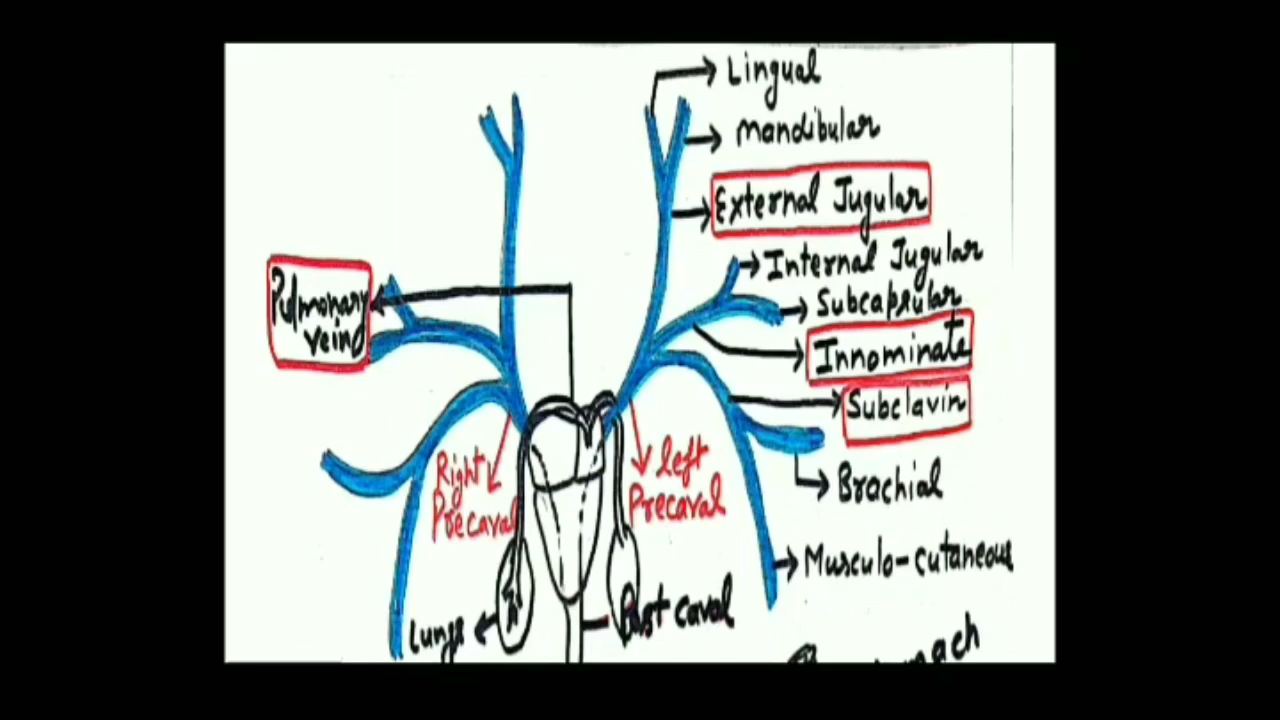 Lingual
mandibular
External Jugular
Internal Jugular
Subcaprular
Innominate
Subclavin
Brachial
Musculo-cutaneous
Pulmonary
vein
Right
Precaval
left
Precaval
Lungs
Post caval